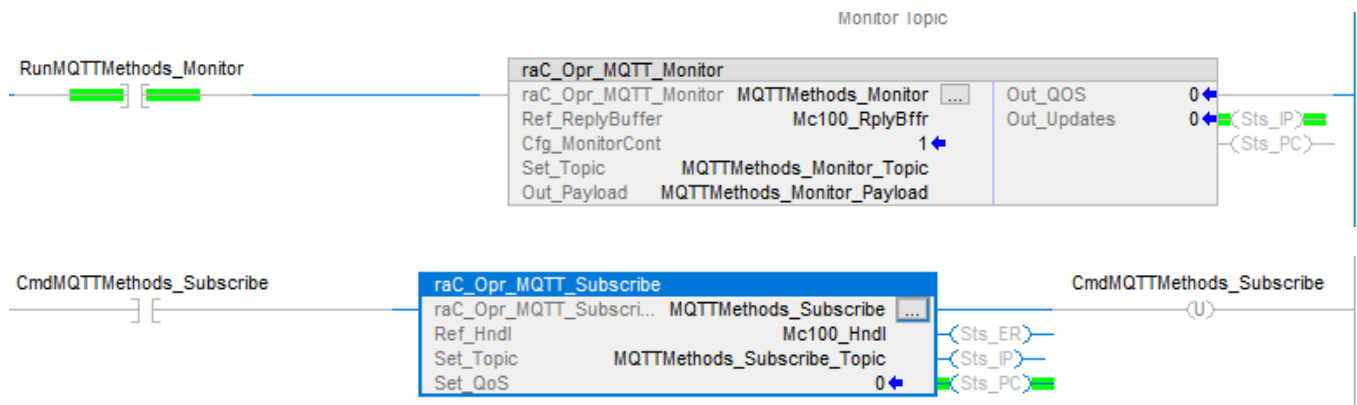 Monitor Topic
RunMQTTMethods_Monitor
raC_Opr_MQTT_Monitor
raC_Opr_MQTT_Monitor MQTTMethods_Monitor ... Out_QOS 0
Ref_ReplyBuffer Mc100_RplyBffr Out_Updates 0 (Sts_IP)
Cfg_MonitorCont 1 (Sts_PC)
Set_Topic MQTTMethods_Monitor_Topic
Out_Payload MQTTMethods_Monitor_Payload
CmdMQTTMethods_Subscribe
raC_Opr_MQTT_Subscribe
CmdMQTTMethods_Subscribe
raC_Opr_MQTT_Subscri... MQTTMethods_Subscribe ... (U)
Ref_Hndl Mc100_Hndl (Sts_ER)
Set_Topic MQTTMethods_Subscribe_Topic (Sts_IP)
Set_QoS 0 (Sts_PC)